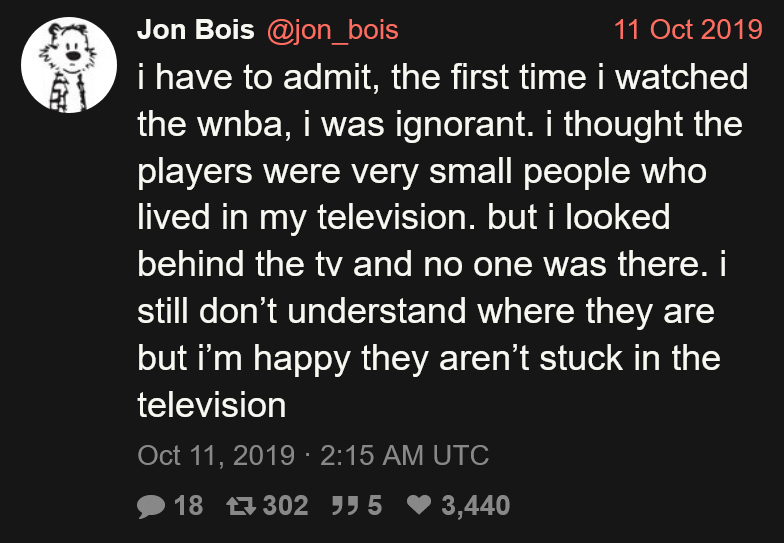 Jon Bois @jon_bois 11 Oct 2019
i have to admit, the first time i watched
the wnba, i was ignorant. i thought the
players were very small people who
lived in my television. but i looked
behind the tv and no one was there. i
still don’t understand where they are
but i’m happy they aren’t stuck in the
television
Oct 11, 2019 · 2:15 AM UTC
18 302 5 3,440